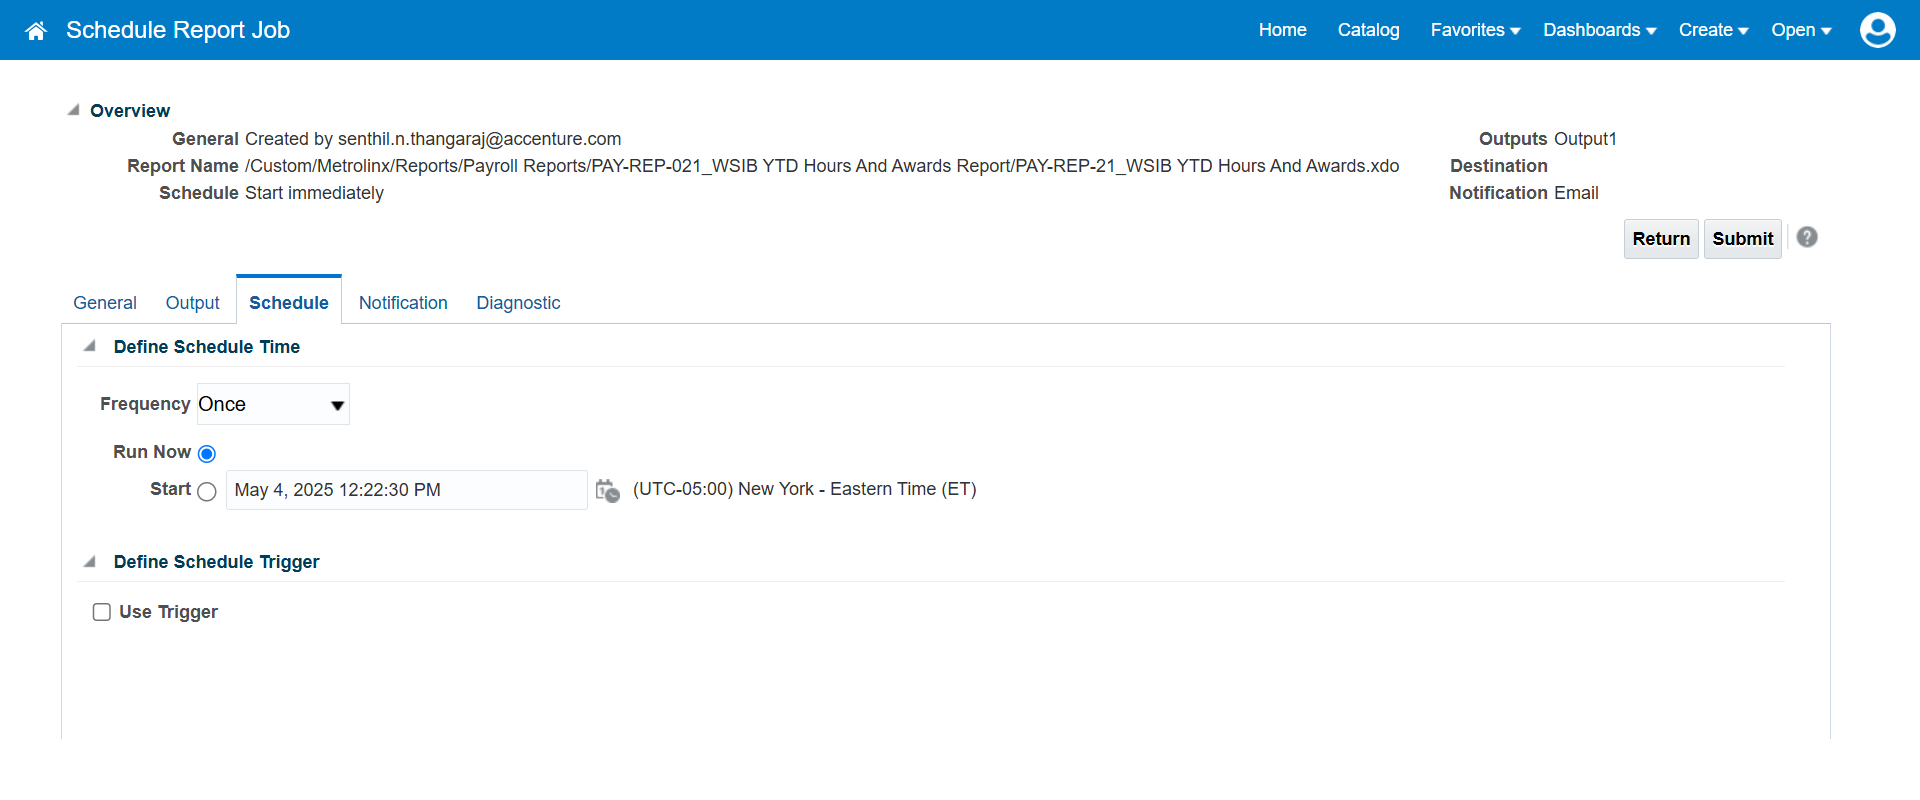 Schedule Report Job
Home Catalog Favorites Dashboards Create Open
Overview
General Created by senthil.n.thangaraj@accenture.com
Outputs Output1
Report Name /Custom/Metrolinx/Reports/Payroll Reports/PAY-REP-021_WSIB YTD Hours And Awards Report/PAY-REP-21_WSIB YTD Hours And Awards.xdo
Destination
Schedule Start immediately
Notification Email
Return Submit ?
General Output Schedule Notification Diagnostic
Define Schedule Time
Frequency Once
Run Now
Start May 4, 2025 12:22:30 PM (UTC-05:00) New York - Eastern Time (ET)
Define Schedule Trigger
Use Trigger